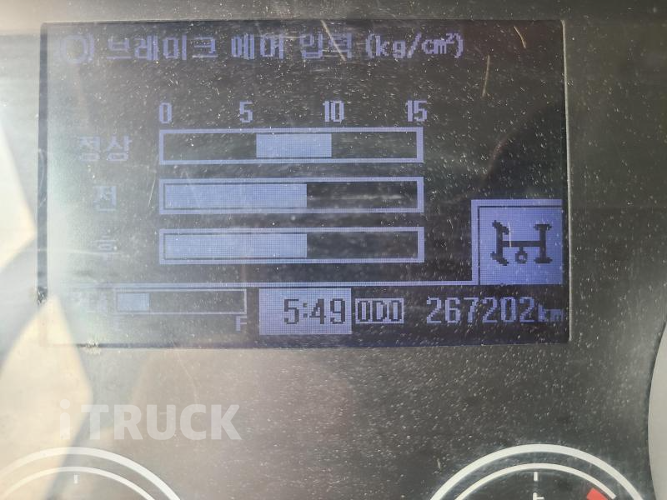 브레이크 에어 압력 (kg/cm²)
0 5 10 15
정상
전
후
F 5:49 ODO 267202km
iTRUCK